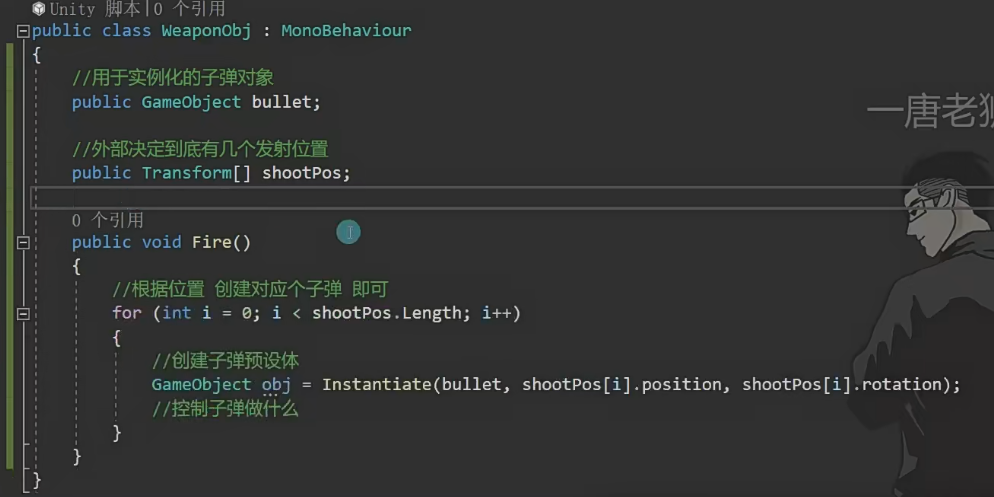 Unity 脚本|0 个引用
public class WeaponObj : MonoBehaviour
{
//用于实例化的子弹对象
public GameObject bullet;
一唐老狮
//外部决定到底有几个发射位置
public Transform[] shootPos;
0 个引用
public void Fire()
{
//根据位置 创建对应个子弹 即可
for (int i = 0; i < shootPos.Length; i++)
{
//创建子弹预设体
GameObject obj = Instantiate(bullet, shootPos[i].position, shootPos[i].rotation);
//控制子弹做什么
}
}
}